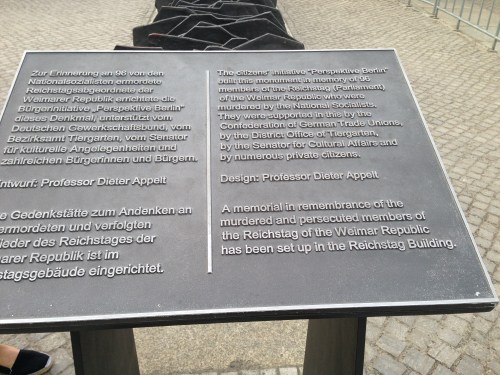 Zur Erinnerung an 96 von den
Nationalsozialisten ermordete
Reichstagsabgeordnete der
Weimarer Republik errichtete die
Bürgerinitiative „Perspektive Berlin"
dieses Denkmal, unterstützt vom
Deutschen Gewerkschaftsbund, vom
Bezirksamt Tiergarten, vom Senator
für kulturelle Angelegenheiten und
zahlreichen Bürgerinnen und Bürgern.
Entwurf: Professor Dieter Appelt
e Gedenkstätte zum Andenken an
ermordeten und verfolgten
lieder des Reichstages der
marer Republik ist im
stagsgebäude eingerichtet.
The citizens' initiative "Perspektive Berlin"
built this monument in memory of 96
members of the Reichstag (Parliament)
of the Weimar Republic who were
murdered by the National Socialists.
They were supported in this by the
Confederation of German Trade Unions,
by the District Office of Tiergarten,
by the Senator for Cultural Affairs and
by numerous private citizens.
Design: Professor Dieter Appelt
A memorial in remembrance of the
murdered and persecuted members of
the Reichstag of the Weimar Republic
has been set up in the Reichstag Building.